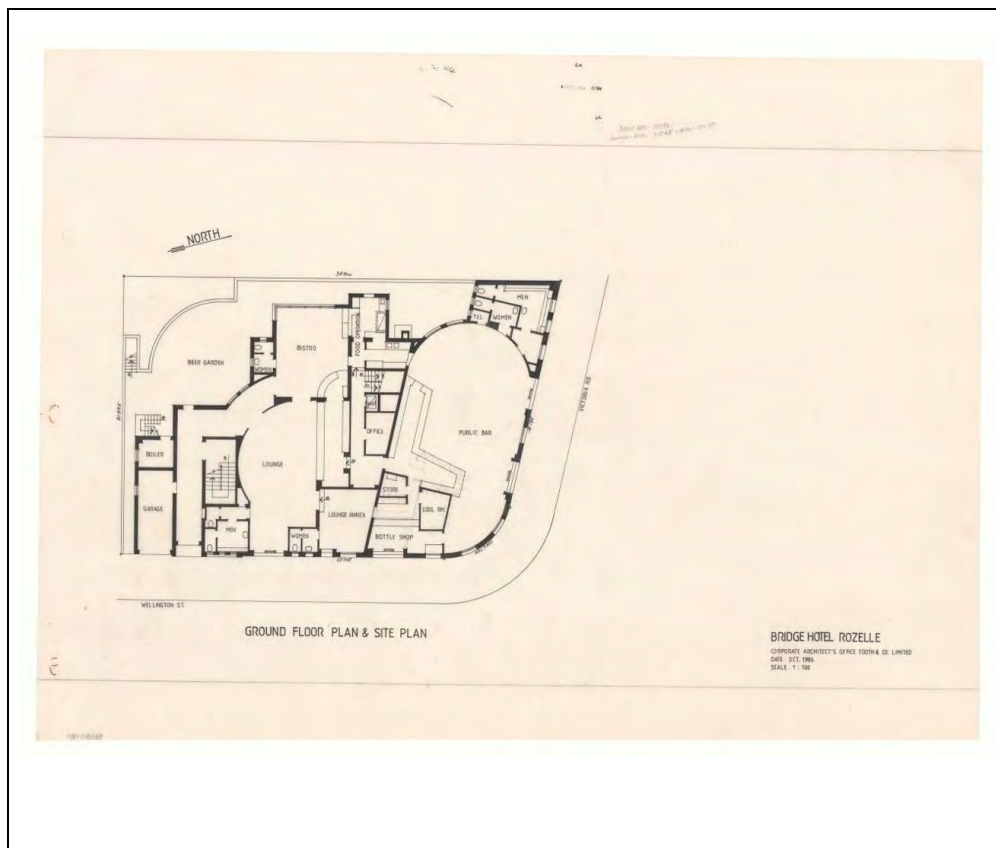 NORTH
MEN
TEL.
WOMEN
FOOD OPERATION
BISTRO
BEER GARDEN
WOMEN
VICTORIA RD
OFFICE
PUBLIC BAR
BOILER
LOUNGE
STORE
COOL RM
GARAGE
LOUNGE ANNEX
MEN
WOMEN
BOTTLE SHOP
WELLINGTON ST.
GROUND FLOOR PLAN & SITE PLAN
BRIDGE HOTEL ROZELLE
CORPORATE ARCHITECT'S OFFICE TOOTH & CO. LIMITED
DATE : OCT. 1986
SCALE 1 : 100